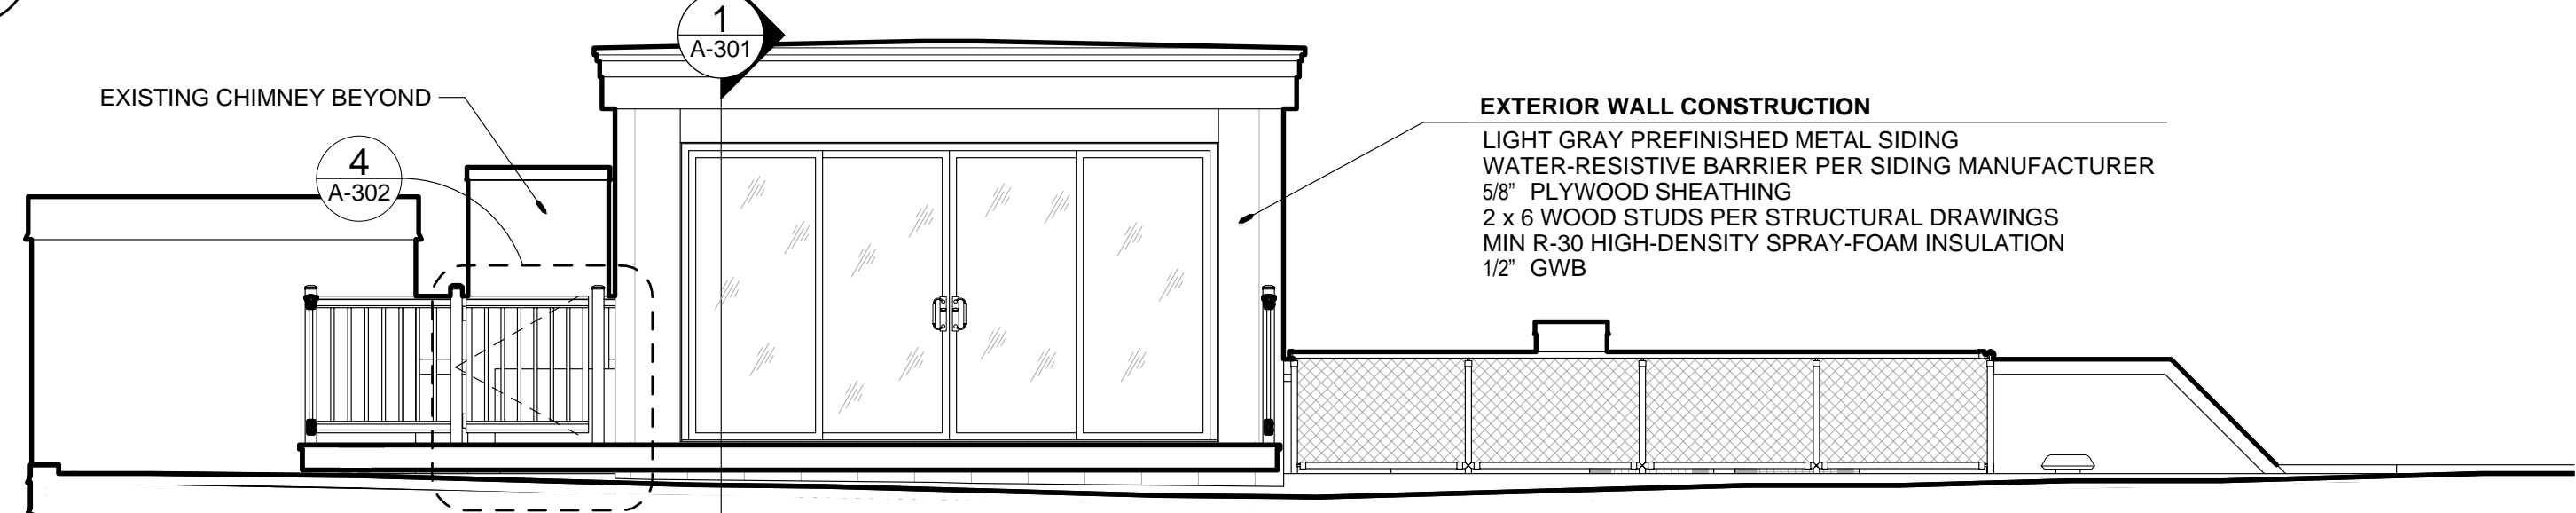 1
A-301
EXISTING CHIMNEY BEYOND
4
A-302
EXTERIOR WALL CONSTRUCTION
LIGHT GRAY PREFINISHED METAL SIDING
WATER-RESISTIVE BARRIER PER SIDING MANUFACTURER
5/8” PLYWOOD SHEATHING
2 x 6 WOOD STUDS PER STRUCTURAL DRAWINGS
MIN R-30 HIGH-DENSITY SPRAY-FOAM INSULATION
1/2” GWB